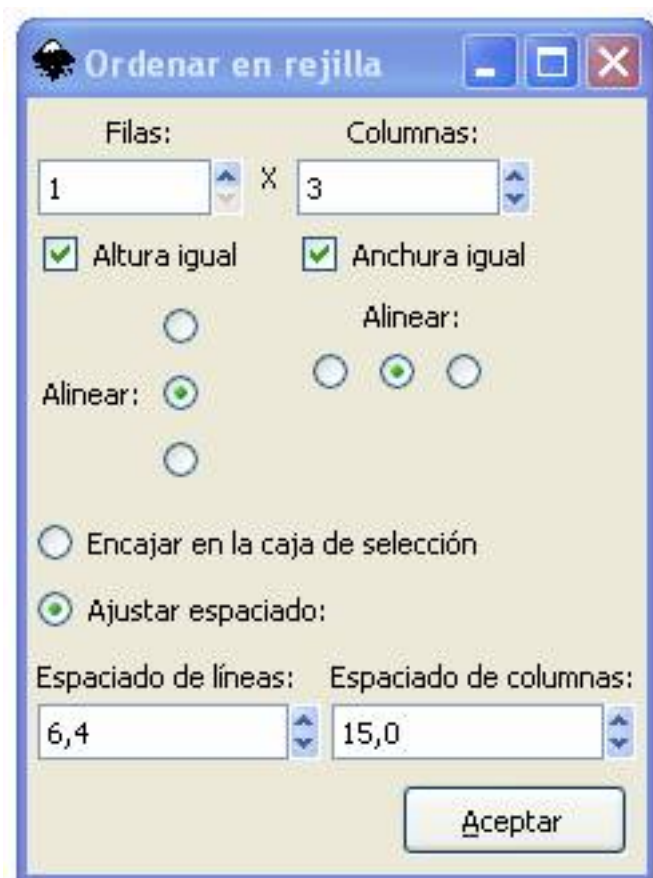 Ordenar en rejilla
Filas: Columnas:
1 X 3
Altura igual Anchura igual
Alinear:
Alinear:
Encajar en la caja de selección
Ajustar espaciado:
Espaciado de líneas: Espaciado de columnas:
6,4 15,0
Aceptar